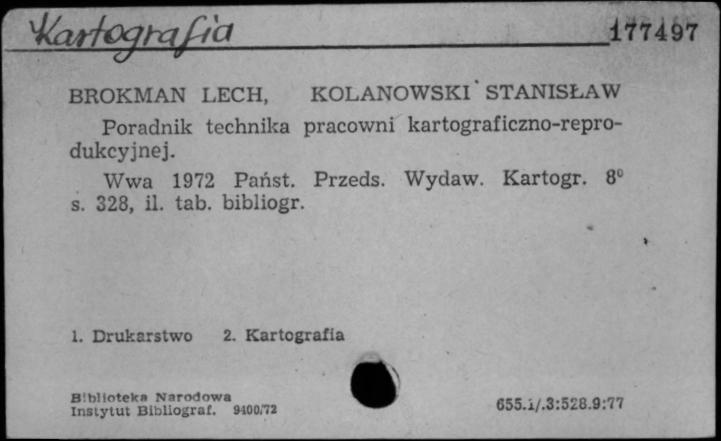 Kartografia
177497
BROKMAN LECH, KOLANOWSKI STANISŁAW
Poradnik technika pracowni kartograficzno-repro-
dukcyjnej.
Wwa 1972 Państ. Przeds. Wydaw. Kartogr. 8º
s. 328, il. tab. bibliogr.
1. Drukarstwo 2. Kartografia
Biblioteka Narodowa
Instytut Bibliograf. 9400/72
655.1/.3:528.9:77